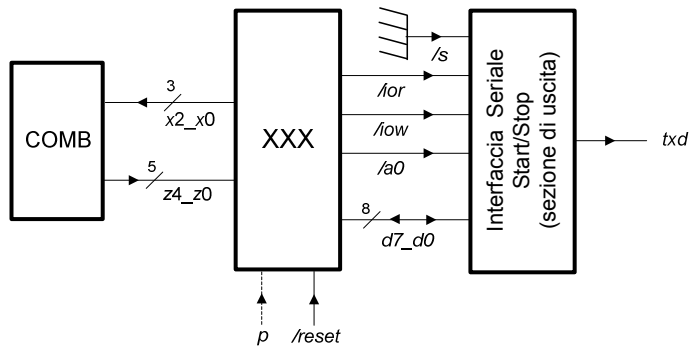 COMB
3
x2_x0
5
z4_z0
XXX
p
/reset
/s
/ior
/iow
/a0
8
d7_d0
Interfaccia Seriale
Start/Stop
(sezione di uscita)
txd